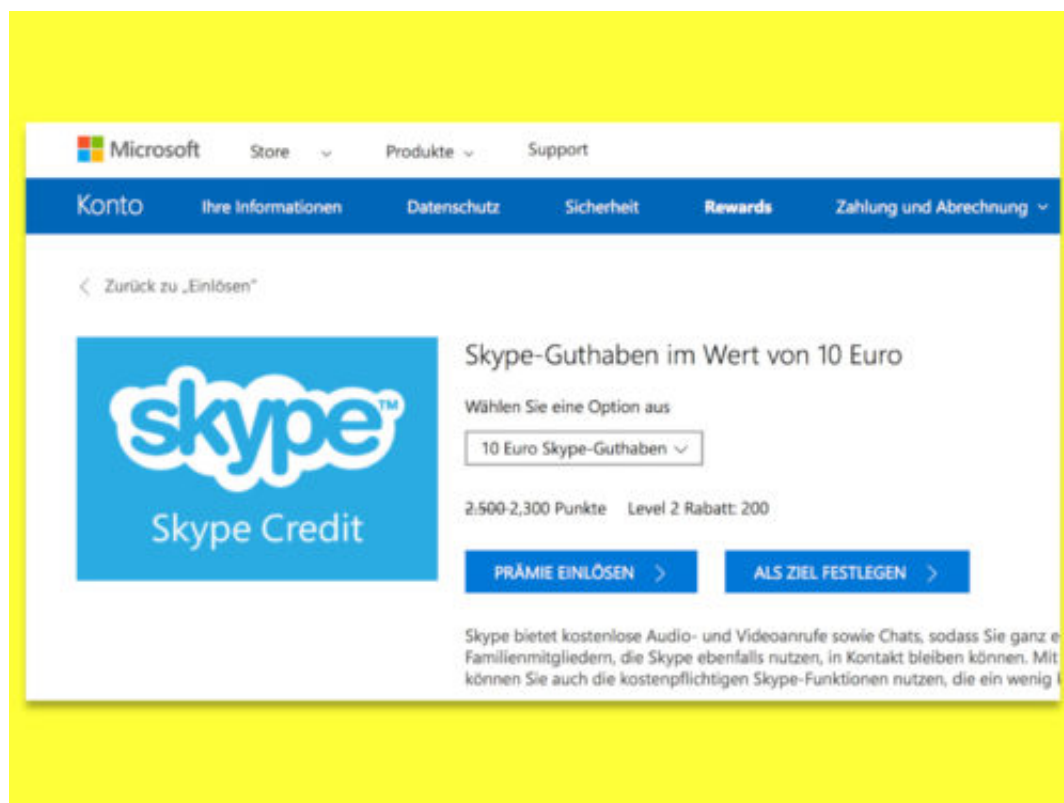 Microsoft Store Produkte Support
Konto Ihre Informationen Datenschutz Sicherheit Rewards Zahlung und Abrechnung
Zurück zu „Einlösen“
skype™
Skype Credit
Skype-Guthaben im Wert von 10 Euro
Wählen Sie eine Option aus
10 Euro Skype-Guthaben
2.500 2,300 Punkte Level 2 Rabatt: 200
PRÄMIE EINLÖSEN ALS ZIEL FESTLEGEN
Skype bietet kostenlose Audio- und Videoanrufe sowie Chats, sodass Sie ganz e
Familienmitgliedern, die Skype ebenfalls nutzen, in Kontakt bleiben können. Mit
können Sie auch die kostenpflichtigen Skype-Funktionen nutzen, die ein wenig